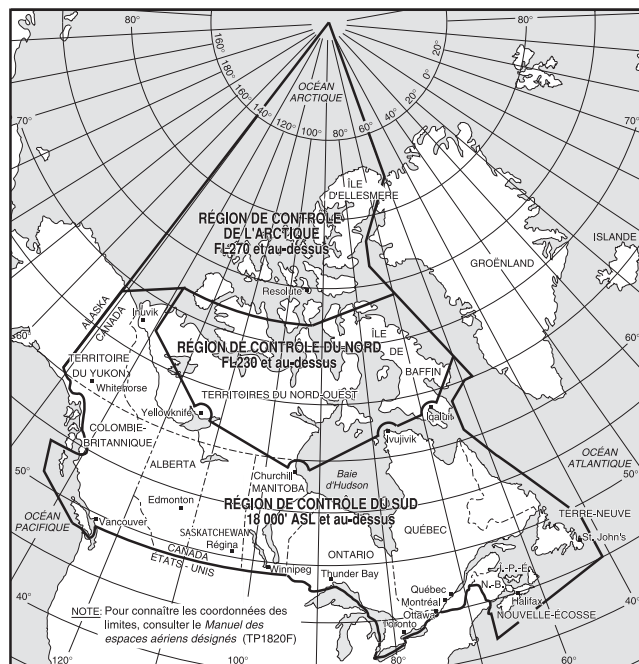 80°
80°
OCÉAN
ARCTIQUE
160°
160°
140°
140°
120°
100°
80°
60°
40°
20°
0°
70°
70°
ÎLE
D'ELLESMERE
RÉGION DE CONTRÔLE
DE L'ARCTIQUE
FL270 et au-dessus
ISLANDE
GROËNLAND
Resolute
ALASKA
CANADA
Inuvik
60°
60°
RÉGION DE CONTRÔLE DU NORD
FL230 et au-dessus
ÎLE
DE
BAFFIN
TERRITOIRE
DU YUKON
Whitehorse
TERRITOIRES DU NORD-OUEST
Yellowknife
Iqaluit
Ivujivik
COLOMBIE-
BRITANNIQUE
ALBERTA
Churchill
MANITOBA
Baie
d'Hudson
OCÉAN
ATLANTIQUE
50°
50°
Edmonton
RÉGION DE CONTRÔLE DU SUD
18 000' ASL et au-dessus
OCÉAN
PACIFIQUE
Vancouver
TERRE-NEUVE
St. John's
QUÉBEC
SASKATCHEWAN
Régina
ONTARIO
CANADA
ÉTATS - UNIS
Winnipeg
Thunder Bay
I.-P.-É.
N.-B.
Québec
Montréal
Ottawa
Toronto
Halifax
NOUVELLE-ÉCOSSE
40°
40°
NOTE: Pour connaître les coordonnées des
limites, consulter le Manuel des
espaces aériens désignés (TP1820F)
120°
100°
80°
60°